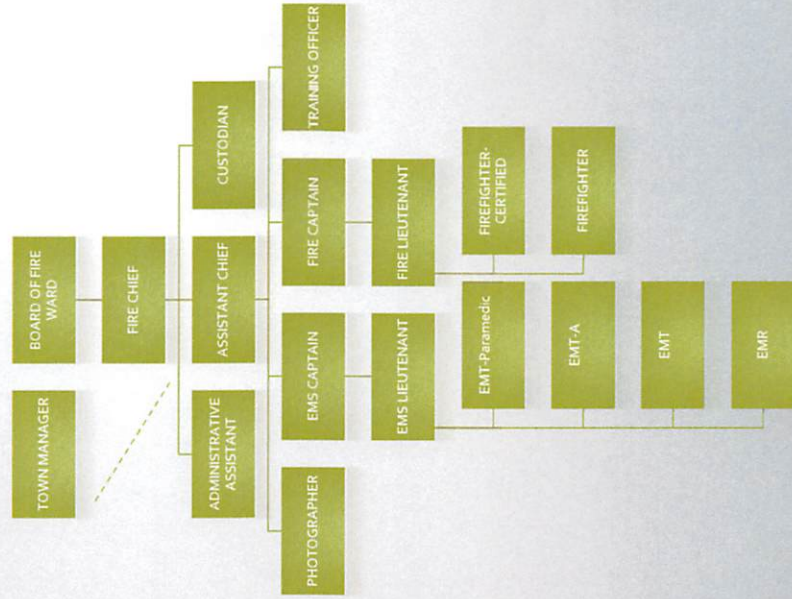 TOWN MANAGER
BOARD OF FIRE
WARD
FIRE CHIEF
ADMINISTRATIVE
ASSISTANT
ASSISTANT CHIEF
CUSTODIAN
PHOTOGRAPHER
EMS CAPTAIN
FIRE CAPTAIN
TRAINING OFFICER
EMS LIEUTENANT
FIRE LIEUTENANT
EMT-Paramedic
FIREFIGHTER-
CERTIFIED
EMT-A
FIREFIGHTER
EMT
EMR